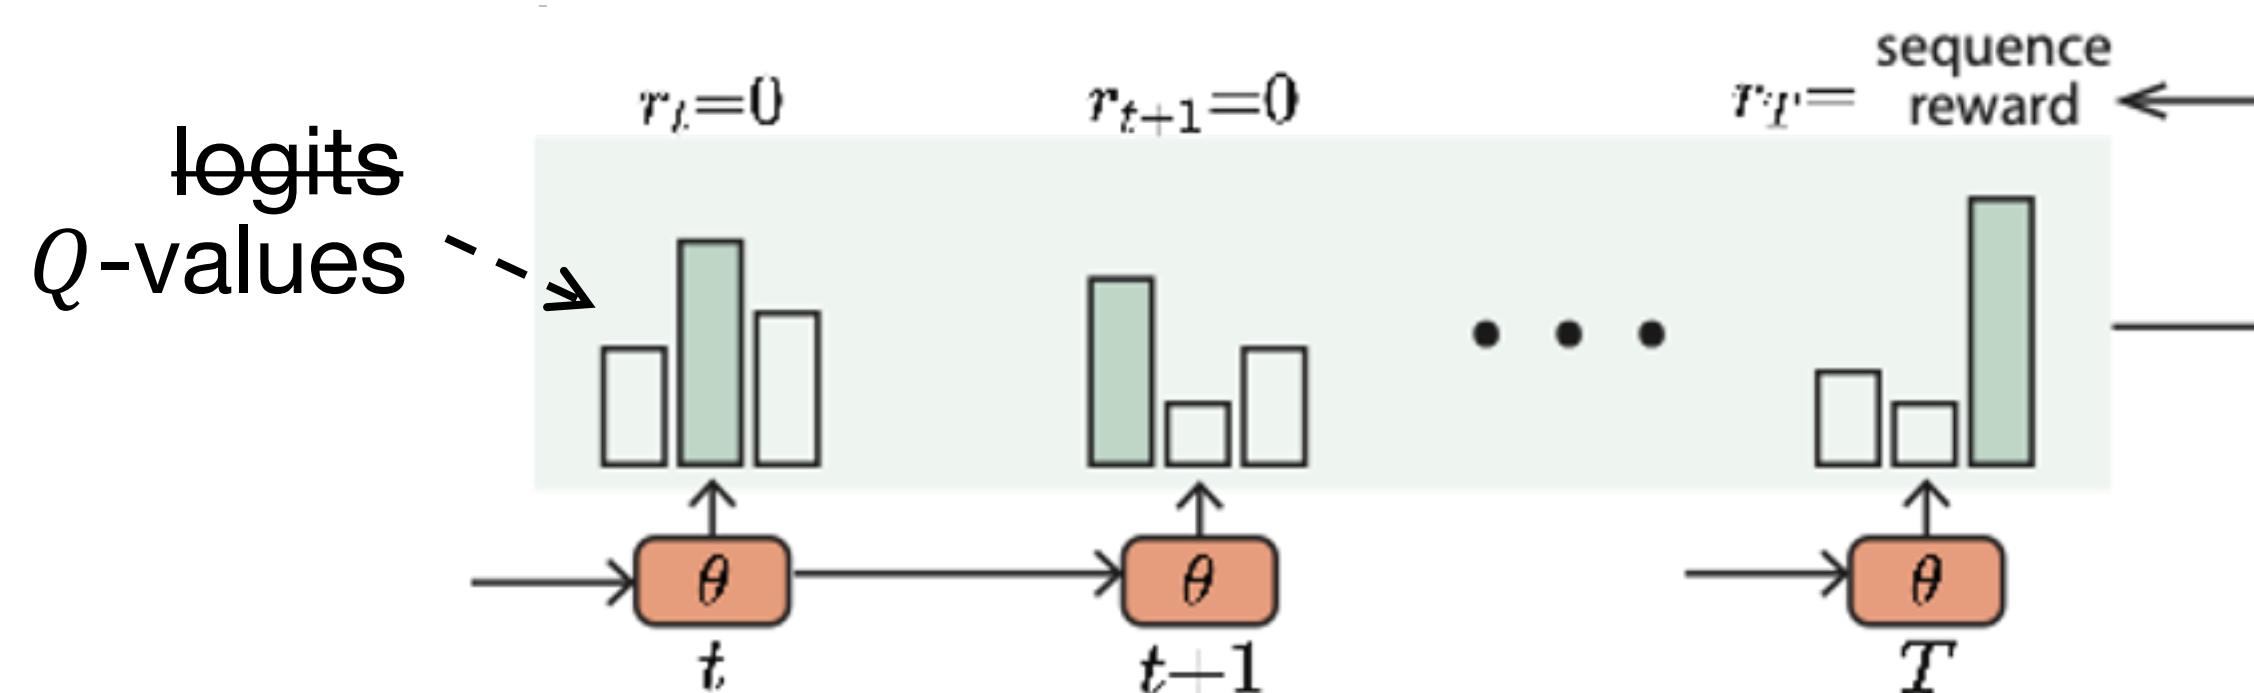 sequence
r_t=0 r_{t+1}=0 r_T= reward
logits
Q-values
θ θ θ
t t+1 T